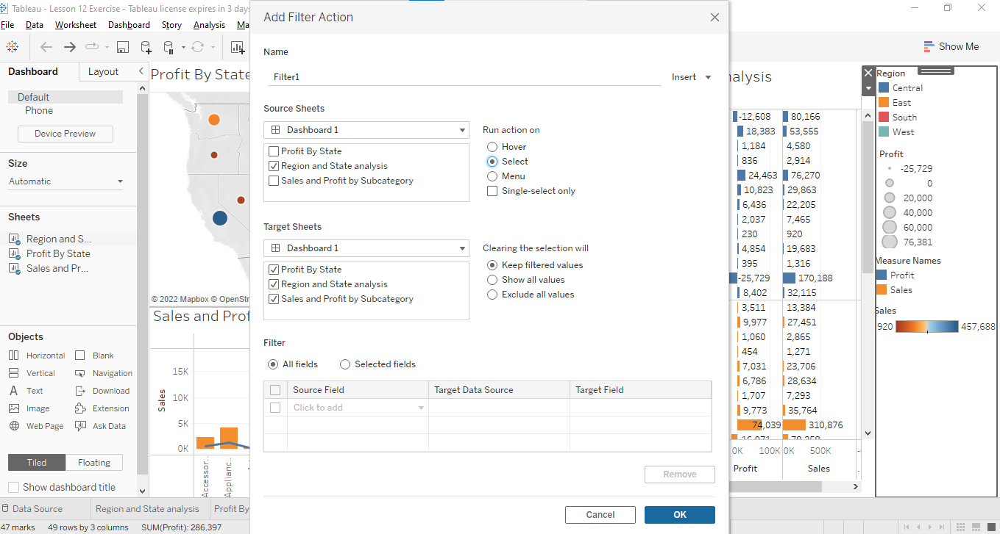 Tableau - Lesson 12 Exercise - Tableau license expires in 3 days
File Data Worksheet Dashboard Story Analysis Ma
Show Me
Dashboard Layout
Default
Phone
Device Preview
Size
Automatic
Sheets
Region and S...
Profit By State
Sales and Pr...
Objects
Horizontal Blank
Vertical Navigation
Text Download
Image Extension
Web Page Ask Data
Tiled Floating
Show dashboard title
Profit By State
© 2022 Mapbox © OpenStr
Sales and Prof
Sales
15K
10K
5K
0K
Accessor..
Applianc..
Add Filter Action
Name
Filter1 Insert
Source Sheets
Dashboard 1
Profit By State
Region and State analysis
Sales and Profit by Subcategory
Run action on
Hover
Select
Menu
Single-select only
Target Sheets
Dashboard 1
Profit By State
Region and State analysis
Sales and Profit by Subcategory
Clearing the selection will
Keep filtered values
Show all values
Exclude all values
Filter
All fields Selected fields
Source Field Target Data Source Target Field
Click to add
Remove
Cancel OK
nalysis
-12,608 80,166
18,383 53,555
1,184 4,580
836 2,914
24,463 76,270
10,823 29,863
6,436 22,205
2,037 7,465
230 920
4,854 19,683
395 1,316
-25,729 170,188
8,402 32,115
3,511 13,384
9,977 27,451
1,060 2,865
454 1,271
7,031 23,706
6,786 28,634
1,707 7,293
9,773 35,764
74,039 310,876
0K 100K 0K 500K
Profit Sales
Region
Central
East
South
West
Profit
-25,729
0
20,000
40,000
60,000
76,381
Measure Names
Profit
Sales
Sales
920 457,688
Data Source Region and State analysis Profit By
47 marks 49 rows by 3 columns SUM(Profit): 286,397